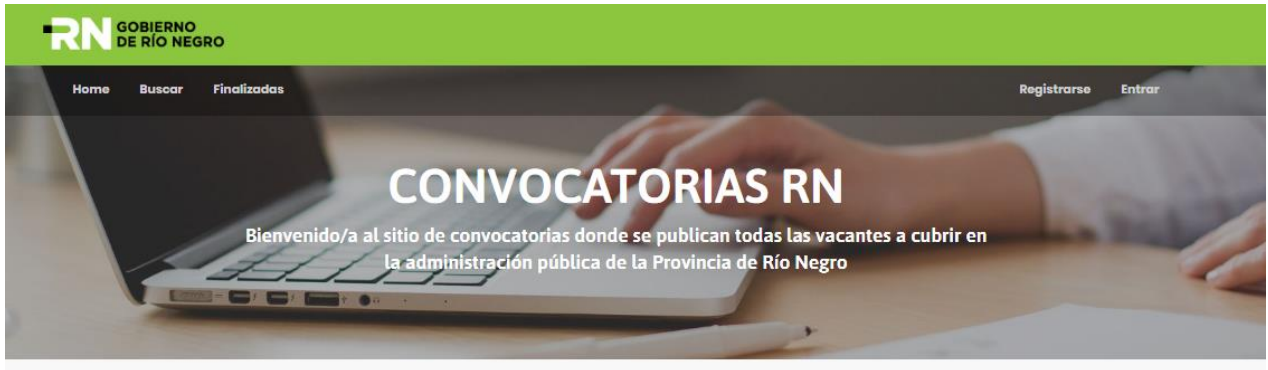 RN GOBIERNO
DE RÍO NEGRO
Home Buscar Finalizadas Registrarse Entrar
CONVOCATORIAS RN
Bienvenido/a al sitio de convocatorias donde se publican todas las vacantes a cubrir en
la administración pública de la Provincia de Río Negro